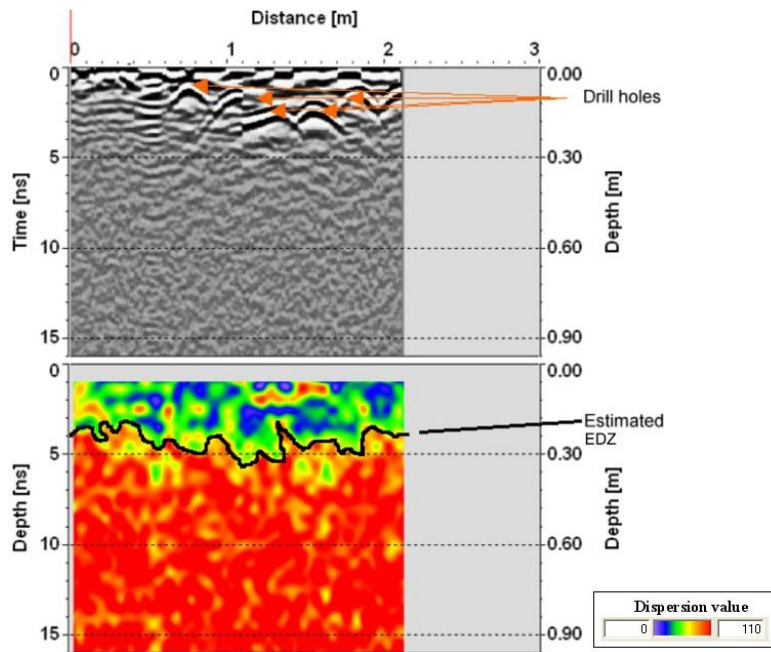 Distance [m]
0 1 2 3
0 0.00
Drill holes
5 0.30
Time [ns] Depth [m]
10 0.60
15 0.90
0.00
Estimated
EDZ
5 0.30
Depth [ns] Depth [m]
10 0.60
Dispersion value
0 110
15 0.90